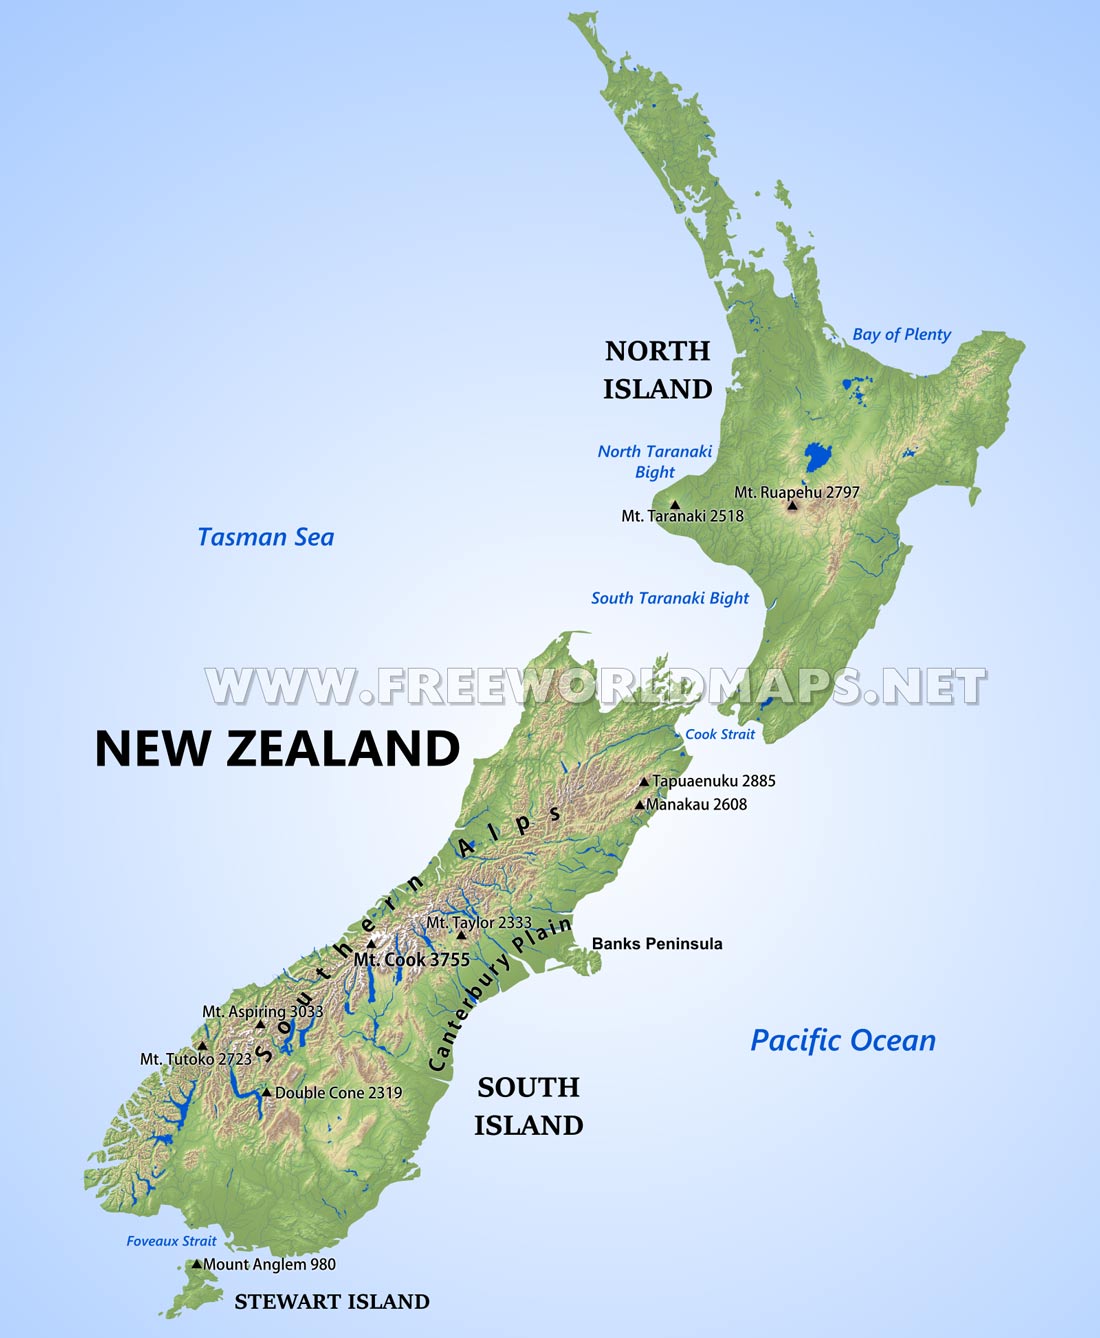 Bay of Plenty
NORTH
ISLAND
North Taranaki
Bight
Mt. Ruapehu 2797
Mt. Taranaki 2518
Tasman Sea
South Taranaki Bight
WWW.FREEWORLDMAPS.NET
Cook Strait
NEW ZEALAND
Tapuaenuku 2885
Manakau 2608
Southern Alps
Mt. Taylor 2333
Canterbury Plain
Banks Peninsula
Mt. Cook 3755
Mt. Aspiring 3033
Pacific Ocean
Mt. Tutoko 2723
Double Cone 2319
SOUTH
ISLAND
Foveaux Strait
Mount Anglem 980
STEWART ISLAND